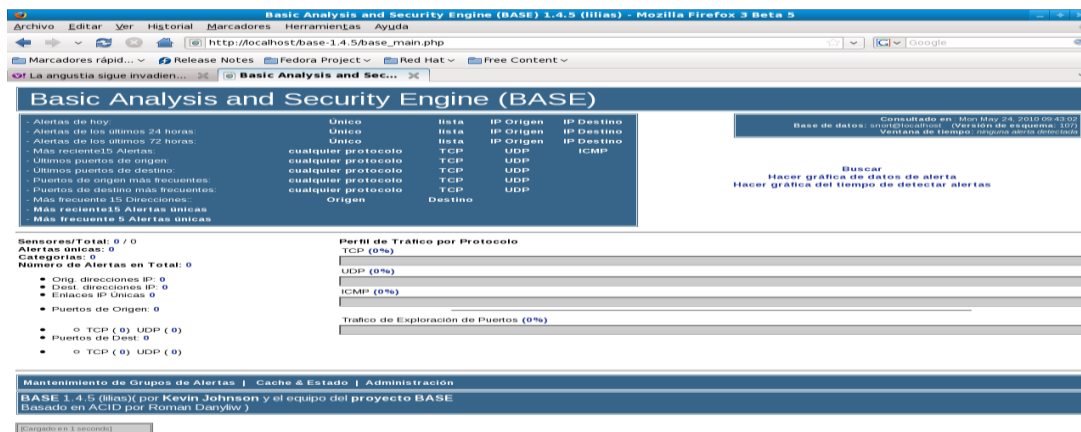 Basic Analysis and Security Engine (BASE) 1.4.5 (lilias) - Mozilla Firefox 3 Beta 5
Archivo Editar Ver Historial Marcadores Herramientas Ayuda
http://localhost/base-1.4.5/base_main.php
Google
Marcadores rápid... Release Notes Fedora Project Red Hat Free Content
La angustia sigue invadien... Basic Analysis and Sec...
Basic Analysis and Security Engine (BASE)
- Alertas de hoy: Único lista IP Origen IP Destino
- Alertas de los últimos 24 horas: Único lista IP Origen IP Destino
- Alertas de los últimos 72 horas: Único lista IP Origen IP Destino
- Más reciente15 Alertas: cualquier protocolo TCP UDP ICMP
- Últimos puertos de origen: cualquier protocolo TCP UDP
- Últimos puertos de destino: cualquier protocolo TCP UDP
- Puertos de origen más frecuentes: cualquier protocolo TCP UDP
- Puertos de destino más frecuentes: cualquier protocolo TCP UDP
- Más frecuente 15 Direcciones:: Origen Destino
- Más reciente15 Alertas únicas
- Más frecuente 5 Alertas únicas
Consultado en : Mon May 24, 2010 09:43:02
Base de datos: snort@localhost (Versión de esquema: 107)
Ventana de tiempo: ninguna alerta detectada
Buscar
Hacer gráfica de datos de alerta
Hacer gráfica del tiempo de detectar alertas
Sensores/Total: 0 / 0
Alertas únicas: 0
Categorias: 0
Número de Alertas en Total: 0
Orig. direcciones IP: 0
Dest. direcciones IP: 0
Enlaces IP Únicas 0
Puertos de Origen: 0
TCP ( 0) UDP ( 0)
Puertos de Dest: 0
TCP ( 0) UDP ( 0)
Perfil de Tráfico por Protocolo
TCP (0%)
UDP (0%)
ICMP (0%)
Trafico de Exploración de Puertos (0%)
Mantenimiento de Grupos de Alertas | Cache & Estado | Administración
BASE 1.4.5 (lilias)( por Kevin Johnson y el equipo del proyecto BASE
Basado en ACID por Roman Danyliw )
[Cargado en 1 seconds]